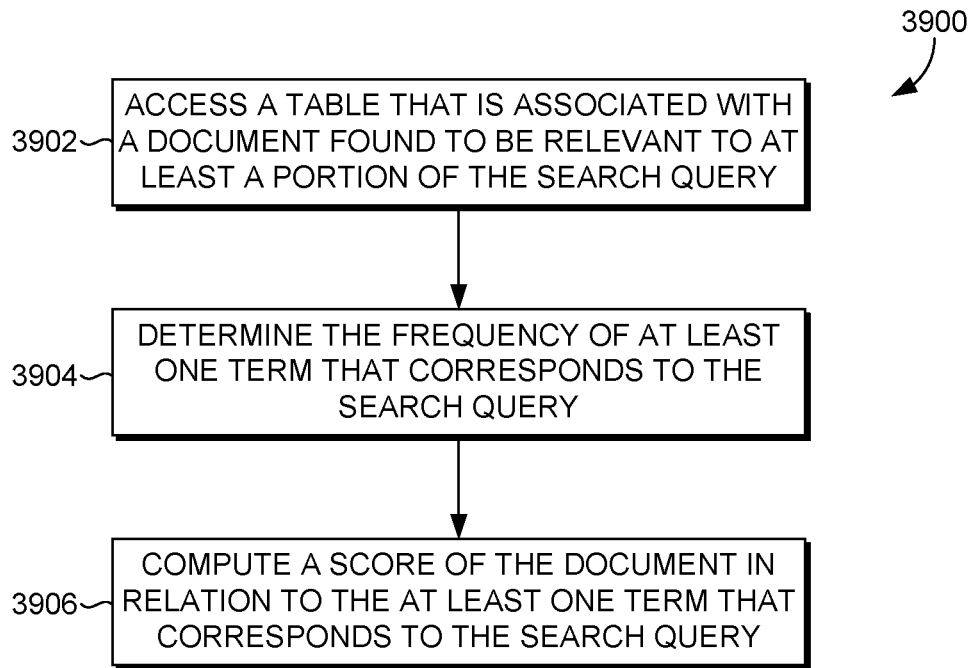 3900
ACCESS A TABLE THAT IS ASSOCIATED WITH
3902
A DOCUMENT FOUND TO BE RELEVANT TO AT
LEAST A PORTION OF THE SEARCH QUERY
DETERMINE THE FREQUENCY OF AT LEAST
3904
ONE TERM THAT CORRESPONDS TO THE
SEARCH QUERY
COMPUTE A SCORE OF THE DOCUMENT IN
3906
RELATION TO THE AT LEAST ONE TERM THAT
CORRESPONDS TO THE SEARCH QUERY